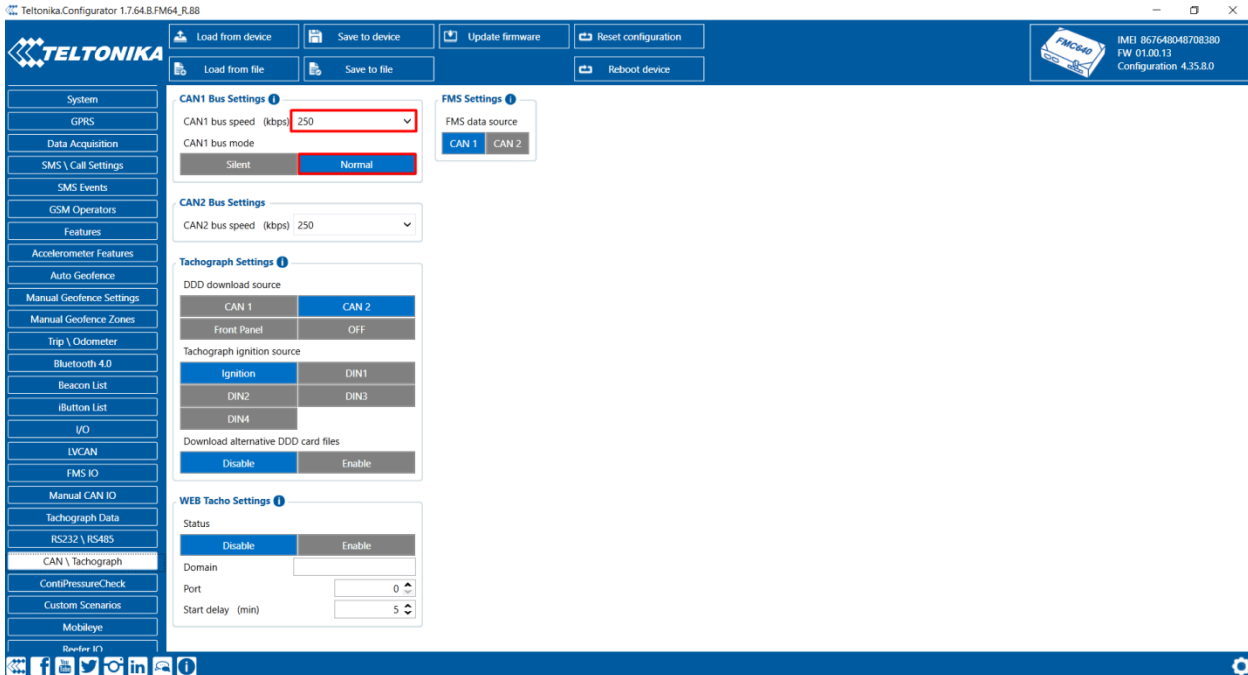 Teltonika.Configurator 1.7.64.B.FM64_R.88
TELTONIKA
Load from device
Save to device
Update firmware
Reset configuration
Load from file
Save to file
Reboot device
FMC640
IMEI 867648048708380
FW 01.00.13
Configuration 4.35.8.0
System
GPRS
Data Acquisition
SMS \ Call Settings
SMS Events
GSM Operators
Features
Accelerometer Features
Auto Geofence
Manual Geofence Settings
Manual Geofence Zones
Trip \ Odometer
Bluetooth 4.0
Beacon List
iButton List
I/O
LVCAN
FMS IO
Manual CAN IO
Tachograph Data
RS232 \ RS485
CAN \ Tachograph
ContiPressureCheck
Custom Scenarios
Mobileye
Reefer IO
CAN1 Bus Settings
CAN1 bus speed (kbps) 250
CAN1 bus mode
Silent Normal
CAN2 Bus Settings
CAN2 bus speed (kbps) 250
Tachograph Settings
DDD download source
CAN 1 CAN 2
Front Panel OFF
Tachograph ignition source
Ignition DIN1
DIN2 DIN3
DIN4
Download alternative DDD card files
Disable Enable
WEB Tacho Settings
Status
Disable Enable
Domain
Port 0
Start delay (min) 5
FMS Settings
FMS data source
CAN 1 CAN 2